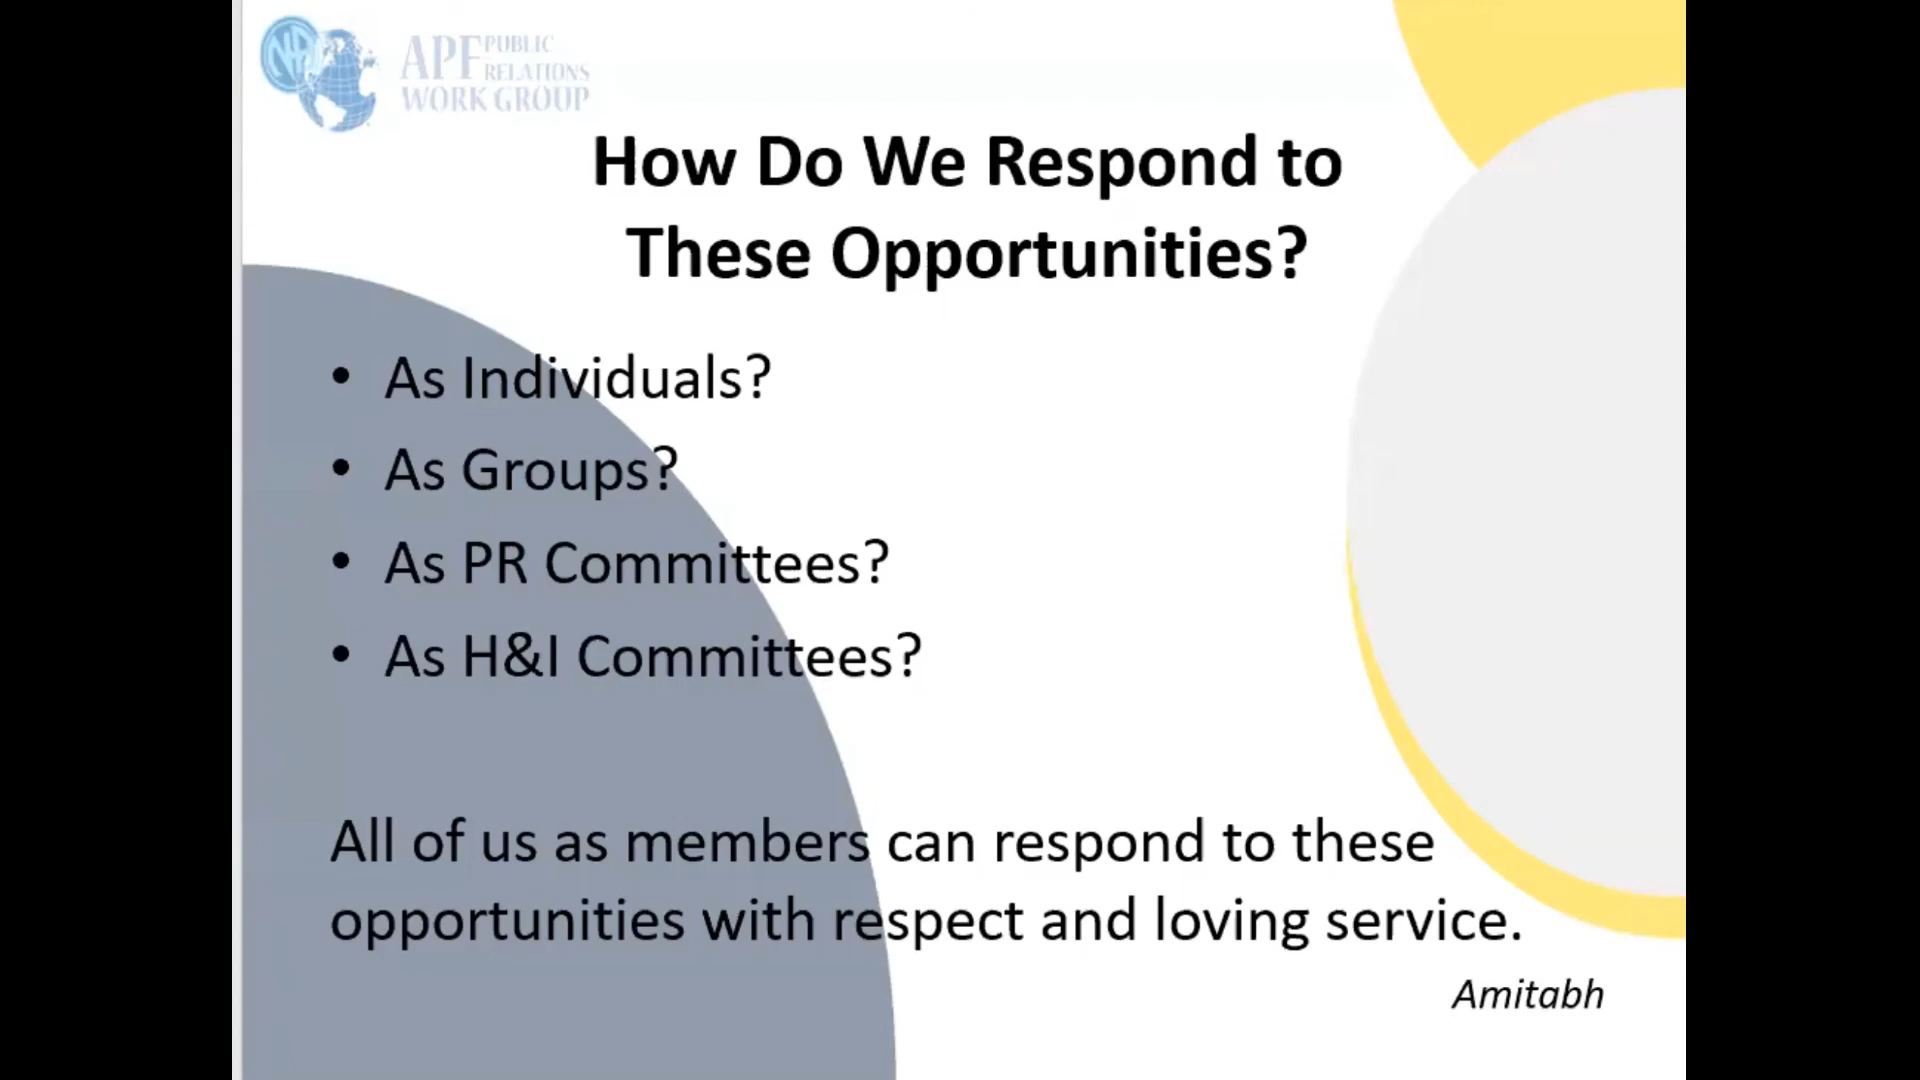 NA
APF PUBLIC RELATIONS
WORK GROUP
How Do We Respond to
These Opportunities?
• As Individuals?
• As Groups?
• As PR Committees?
• As H&I Committees?
All of us as members can respond to these
opportunities with respect and loving service.
Amitabh